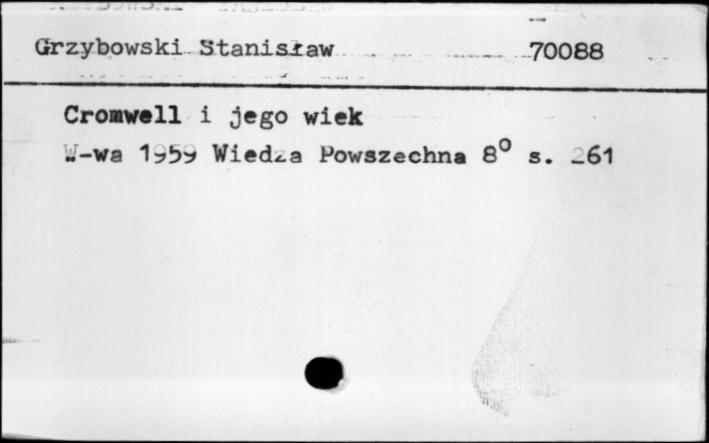 Grzybowski Stanisław 70088
Cromwell i jego wiek
W-wa 1959 Wiedza Powszechna 8° s. 261